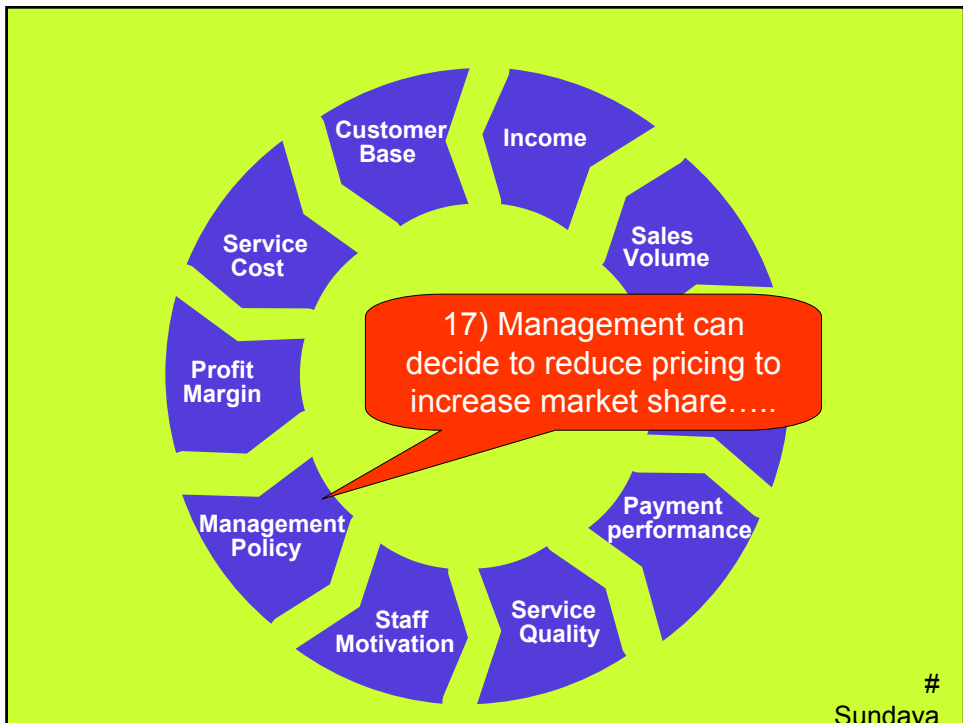 Customer
Base
Income
Service
Cost
Sales
Volume
17) Management can
decide to reduce pricing to
increase market share…..
Profit
Margin
Management
Policy
Payment
performance
Staff
Motivation
Service
Quality
#